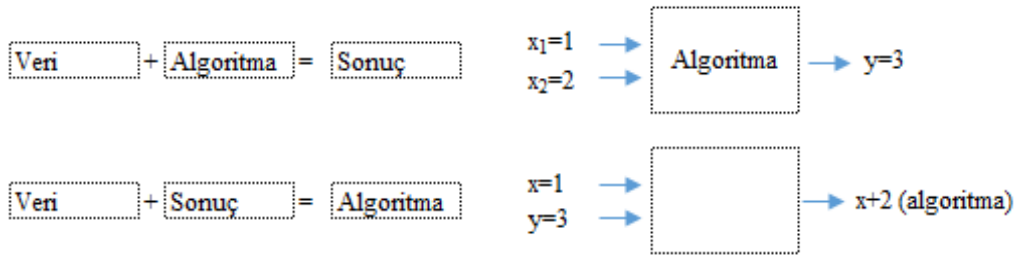 Veri + Algoritma = Sonuç
x₁=1
x₂=2
Algoritma
y=3
Veri + Sonuç = Algoritma
x=1
y=3
x+2 (algoritma)